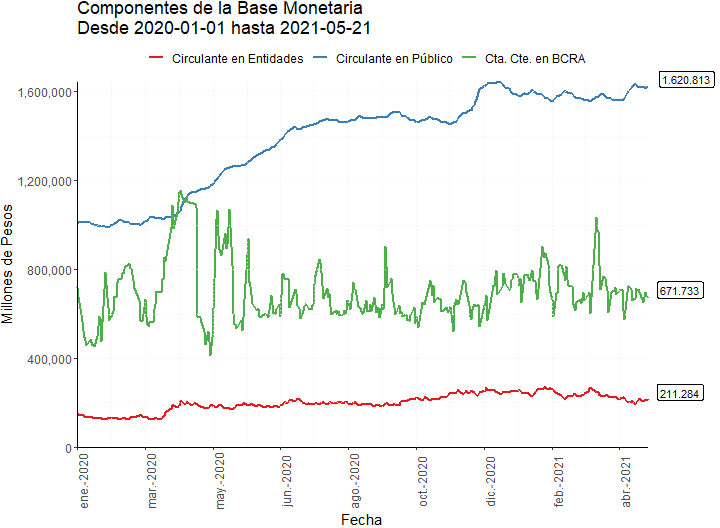 Componentes de la Base Monetaria
Desde 2020-01-01 hasta 2021-05-21
Circulante en Entidades
Circulante en Público
Cta. Cte. en BCRA
Millones de Pesos
1,600,000
1,200,000
800,000
400,000
0
1.620.813
671.733
211.284
ene.-2020
mar.-2020
may.-2020
jun.-2020
ago.-2020
oct.-2020
dic.-2020
feb.-2021
abr.-2021
Fecha